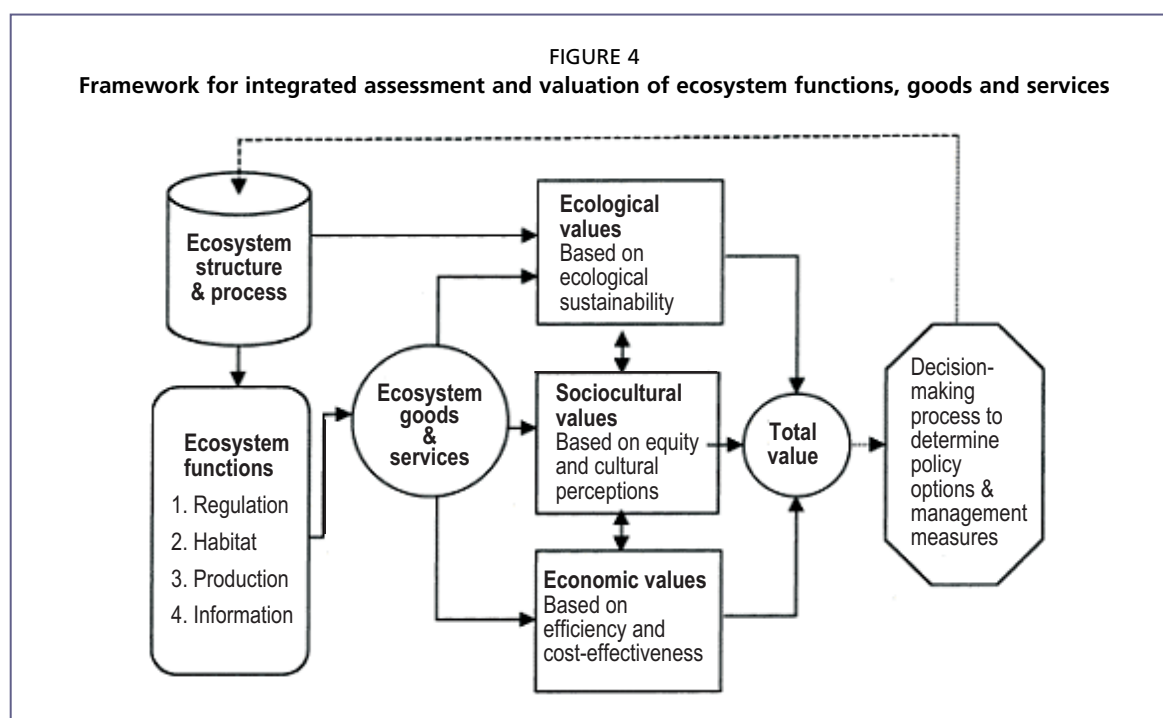 FIGURE 4
Framework for integrated assessment and valuation of ecosystem functions, goods and services
Ecosystem
structure
& process
Ecosystem
functions
1. Regulation
2. Habitat
3. Production
4. Information
Ecosystem
goods
&
services
Ecological
values
Based on
ecological
sustainability
Sociocultural
values
Based on equity
and cultural
perceptions
Economic values
Based on
efficiency and
cost-effectiveness
Total
value
Decision-
making
process to
determine
policy
options &
management
measures